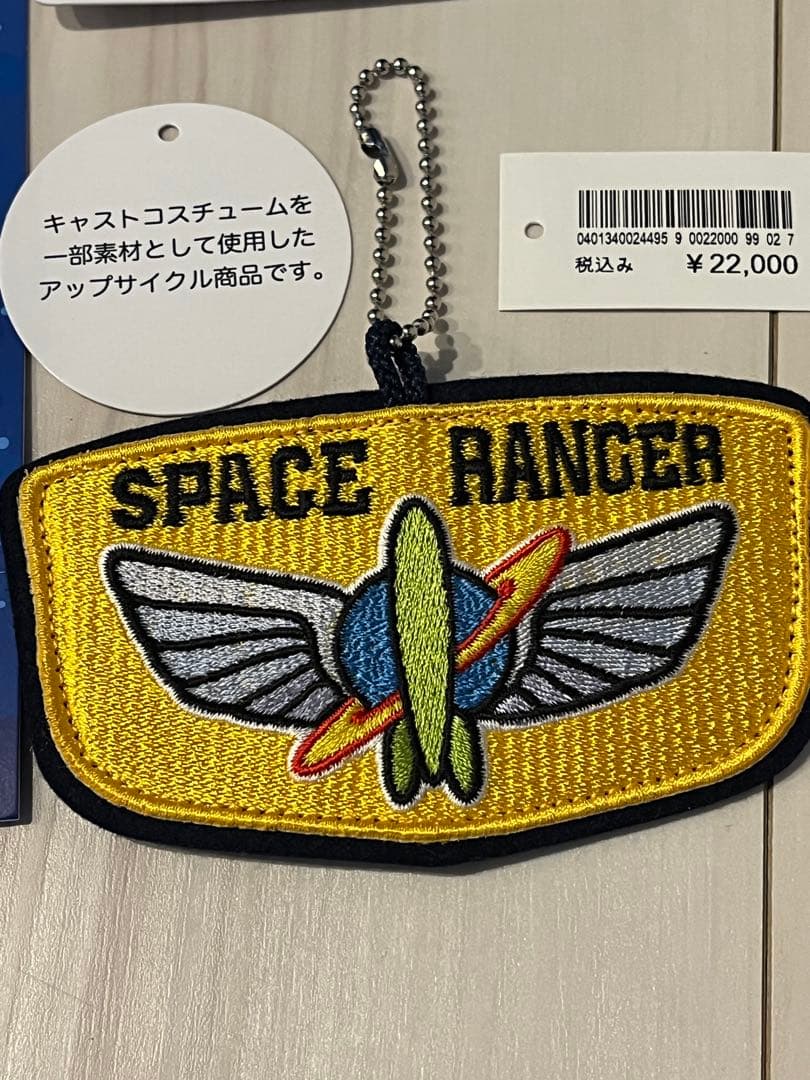 キャストコスチュームを
一部素材として使用した
アップサイクル商品です。
0401340024495 9 0022000 99 02 7
税込み ¥22,000
SPACE RANGER